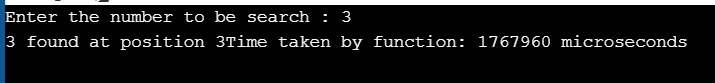 Enter the number to be search : 3
3 found at position 3Time taken by function: 1767960 microseconds